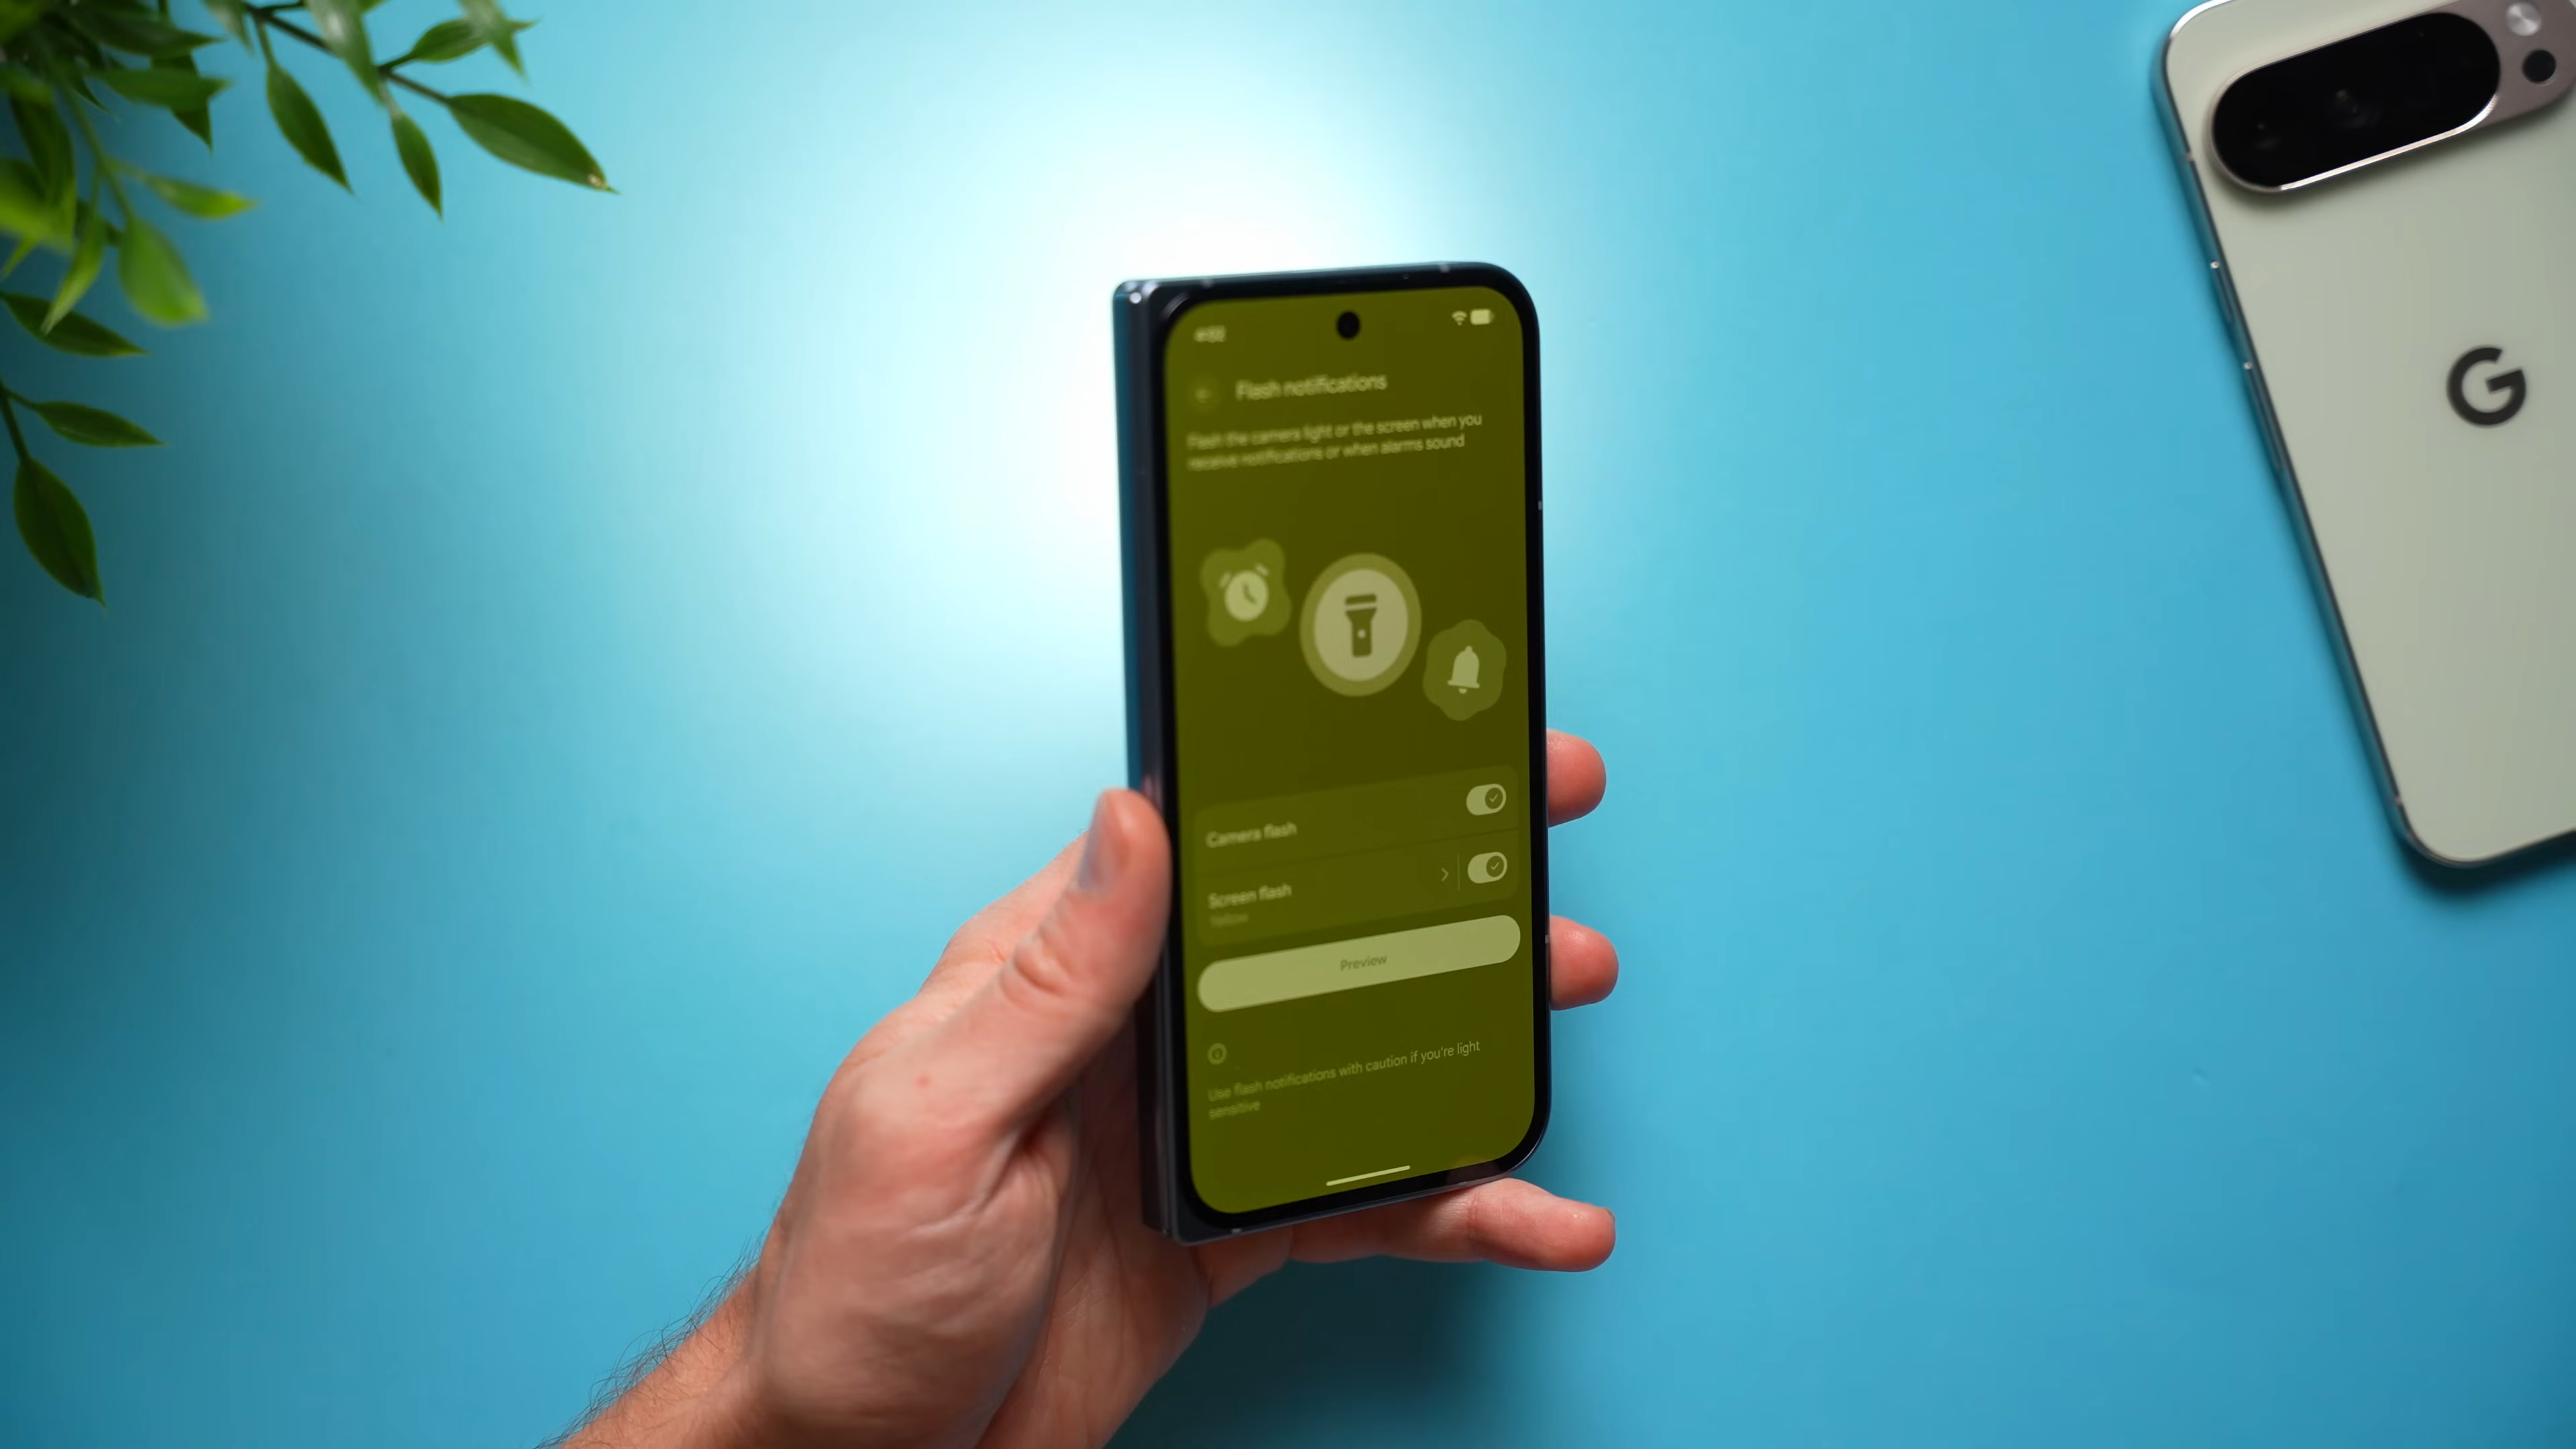 Flash notifications
Flash the camera light or the screen when you
receive notifications or when alarms sound
Camera flash
Screen flash
Yellow
Preview
Use flash notifications with caution if you're light
sensitive
G